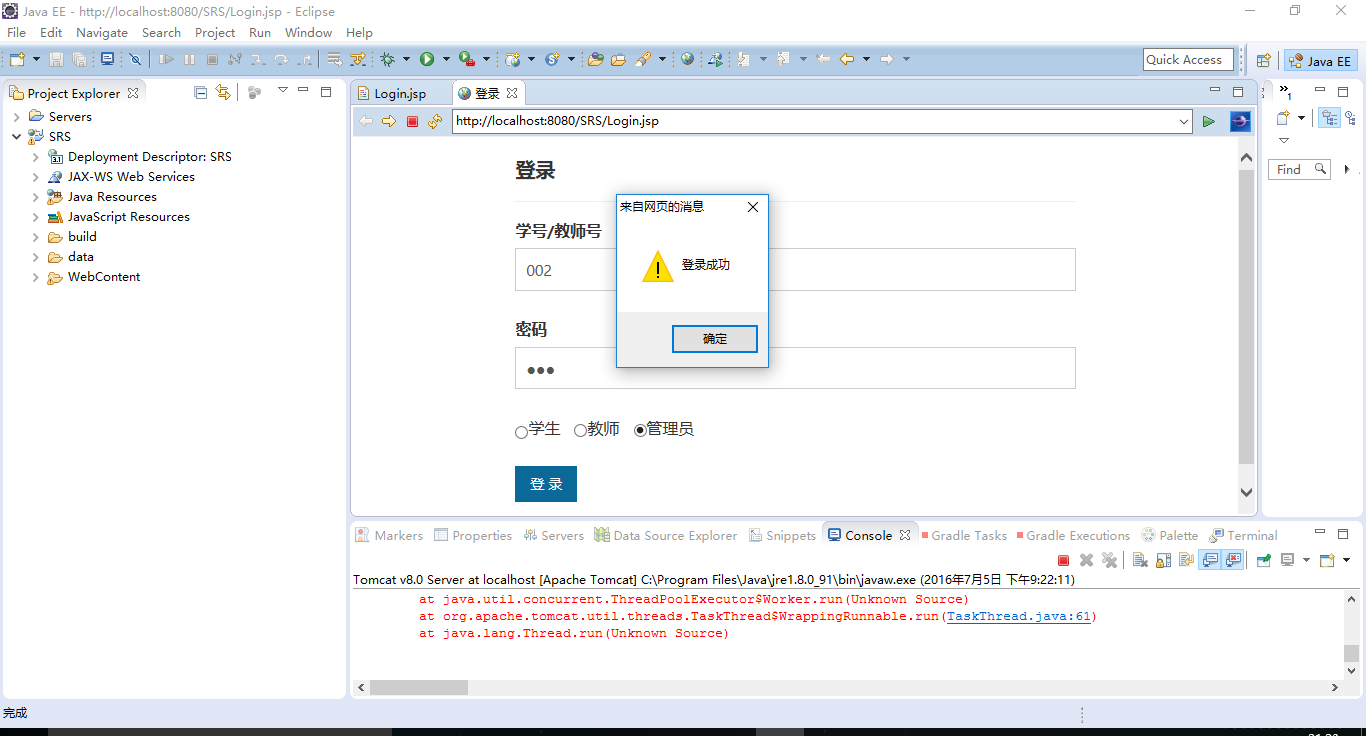 Java EE - http://localhost:8080/SRS/Login.jsp - Eclipse
File Edit Navigate Search Project Run Window Help
Quick Access
Java EE
Project Explorer
Servers
SRS
Deployment Descriptor: SRS
JAX-WS Web Services
Java Resources
JavaScript Resources
build
data
WebContent
Login.jsp
登录
http://localhost:8080/SRS/Login.jsp
登录
学号/教师号
002
密码
学生 教师 管理员
登 录
来自网页的消息
登录成功
确定
1
Find
Markers Properties Servers Data Source Explorer Snippets Console Gradle Tasks Gradle Executions Palette Terminal
Tomcat v8.0 Server at localhost [Apache Tomcat] C:\Program Files\Java\jre1.8.0_91\bin\javaw.exe (2016年7月5日 下午9:22:11)
at java.util.concurrent.ThreadPoolExecutor$Worker.run(Unknown Source)
at org.apache.tomcat.util.threads.TaskThread$WrappingRunnable.run(TaskThread.java:61)
at java.lang.Thread.run(Unknown Source)
完成